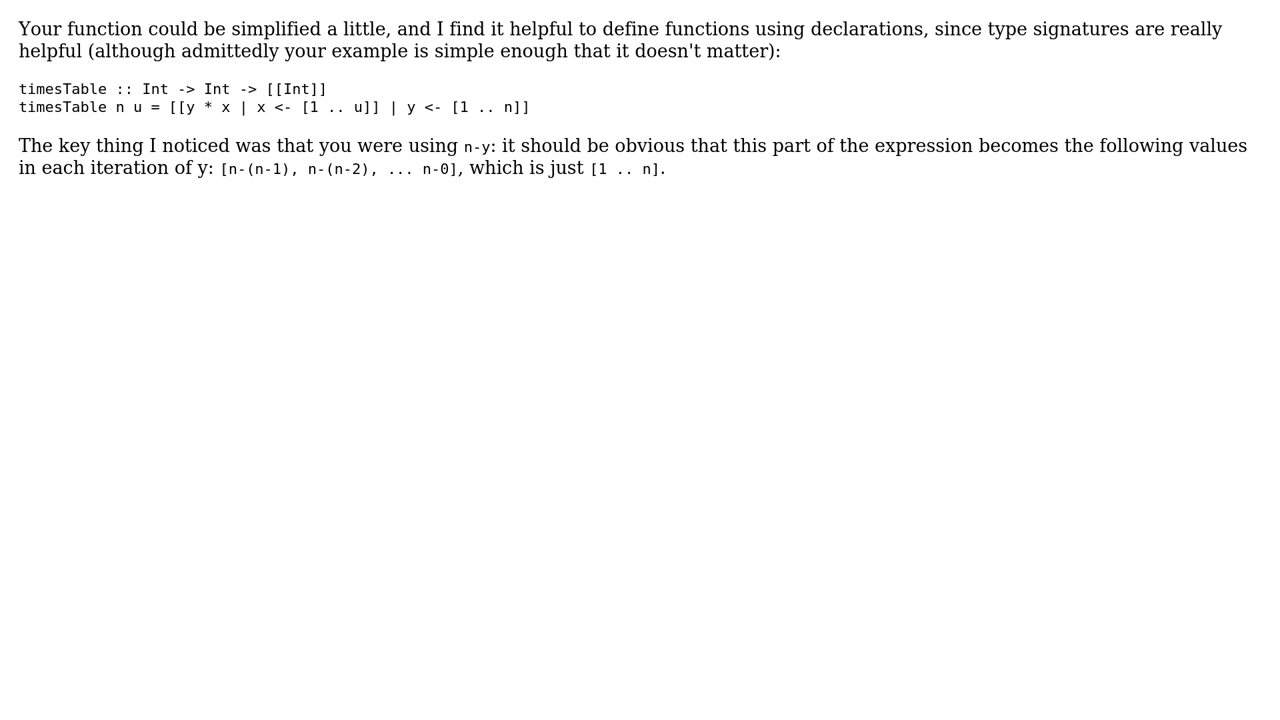 Your function could be simplified a little, and I find it helpful to define functions using declarations, since type signatures are really
helpful (although admittedly your example is simple enough that it doesn't matter):
timesTable :: Int -> Int -> [[Int]]
timesTable n u = [[y * x | x <- [1 .. u]] | y <- [1 .. n]]
The key thing I noticed was that you were using n-y: it should be obvious that this part of the expression becomes the following values
in each iteration of y: [n-(n-1), n-(n-2), ... n-0], which is just [1 .. n].